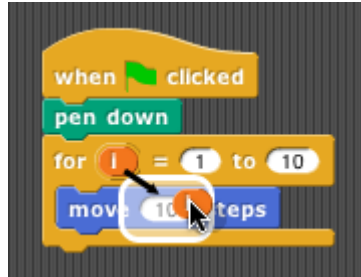 when clicked
pen down
for i = 1 to 10
move 10 steps